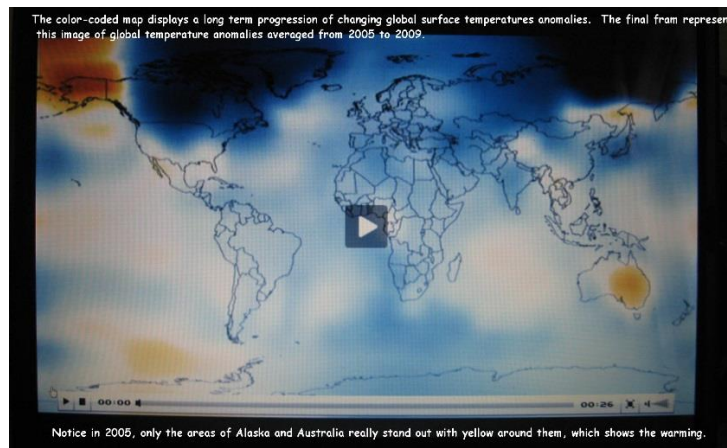 The color-coded map displays a long term progression of changing global surface temperatures anomalies. The final fram represen
this image of global temperature anomalies averaged from 2005 to 2009.
00:00
00:26
Notice in 2005, only the areas of Alaska and Australia really stand out with yellow around them, which shows the warming.